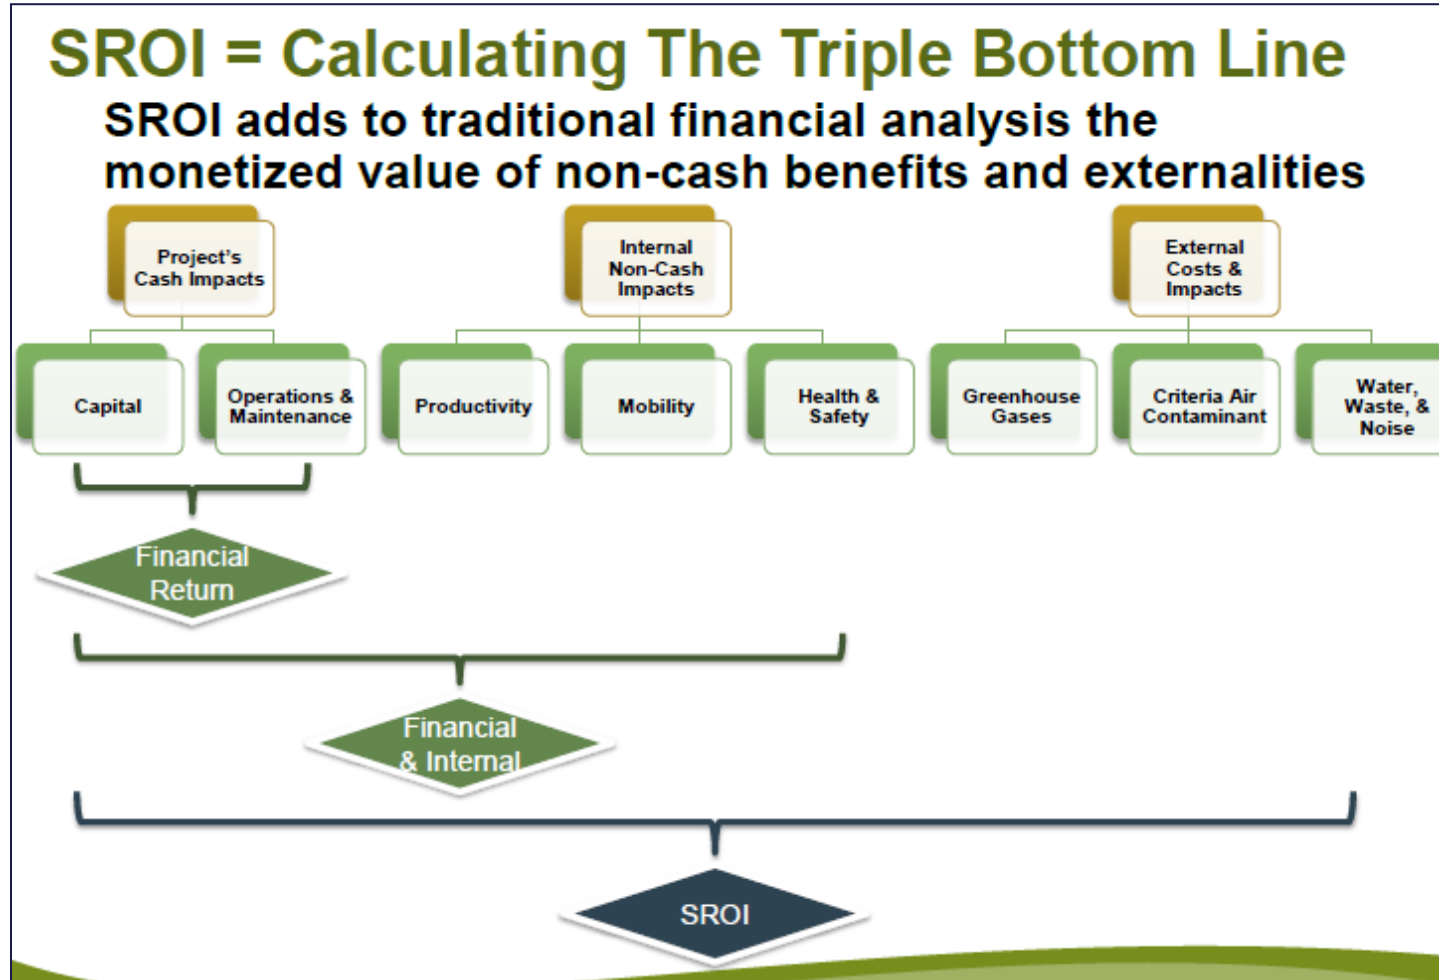 SROI = Calculating The Triple Bottom Line
SROI adds to traditional financial analysis the
monetized value of non-cash benefits and externalities
Project's
Cash Impacts
Internal
Non-Cash
Impacts
External
Costs &
Impacts
Capital
Operations &
Maintenance
Productivity
Mobility
Health &
Safety
Greenhouse
Gases
Criteria Air
Contaminant
Water,
Waste, &
Noise
Financial
Return
Financial
& Internal
SROI